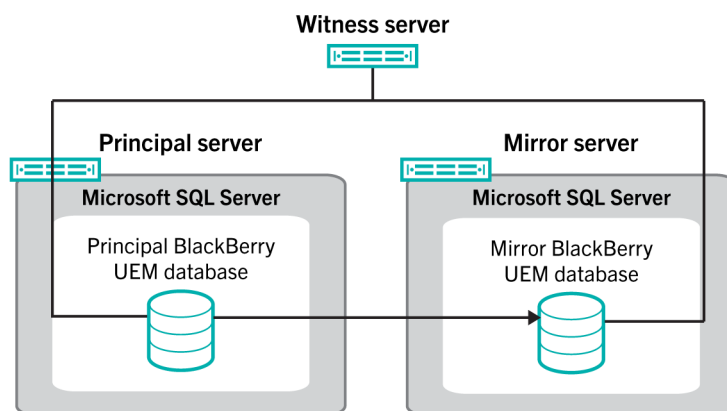 Witness server
Principal server
Mirror server
Microsoft SQL Server
Microsoft SQL Server
Principal BlackBerry
UEM database
Mirror BlackBerry
UEM database